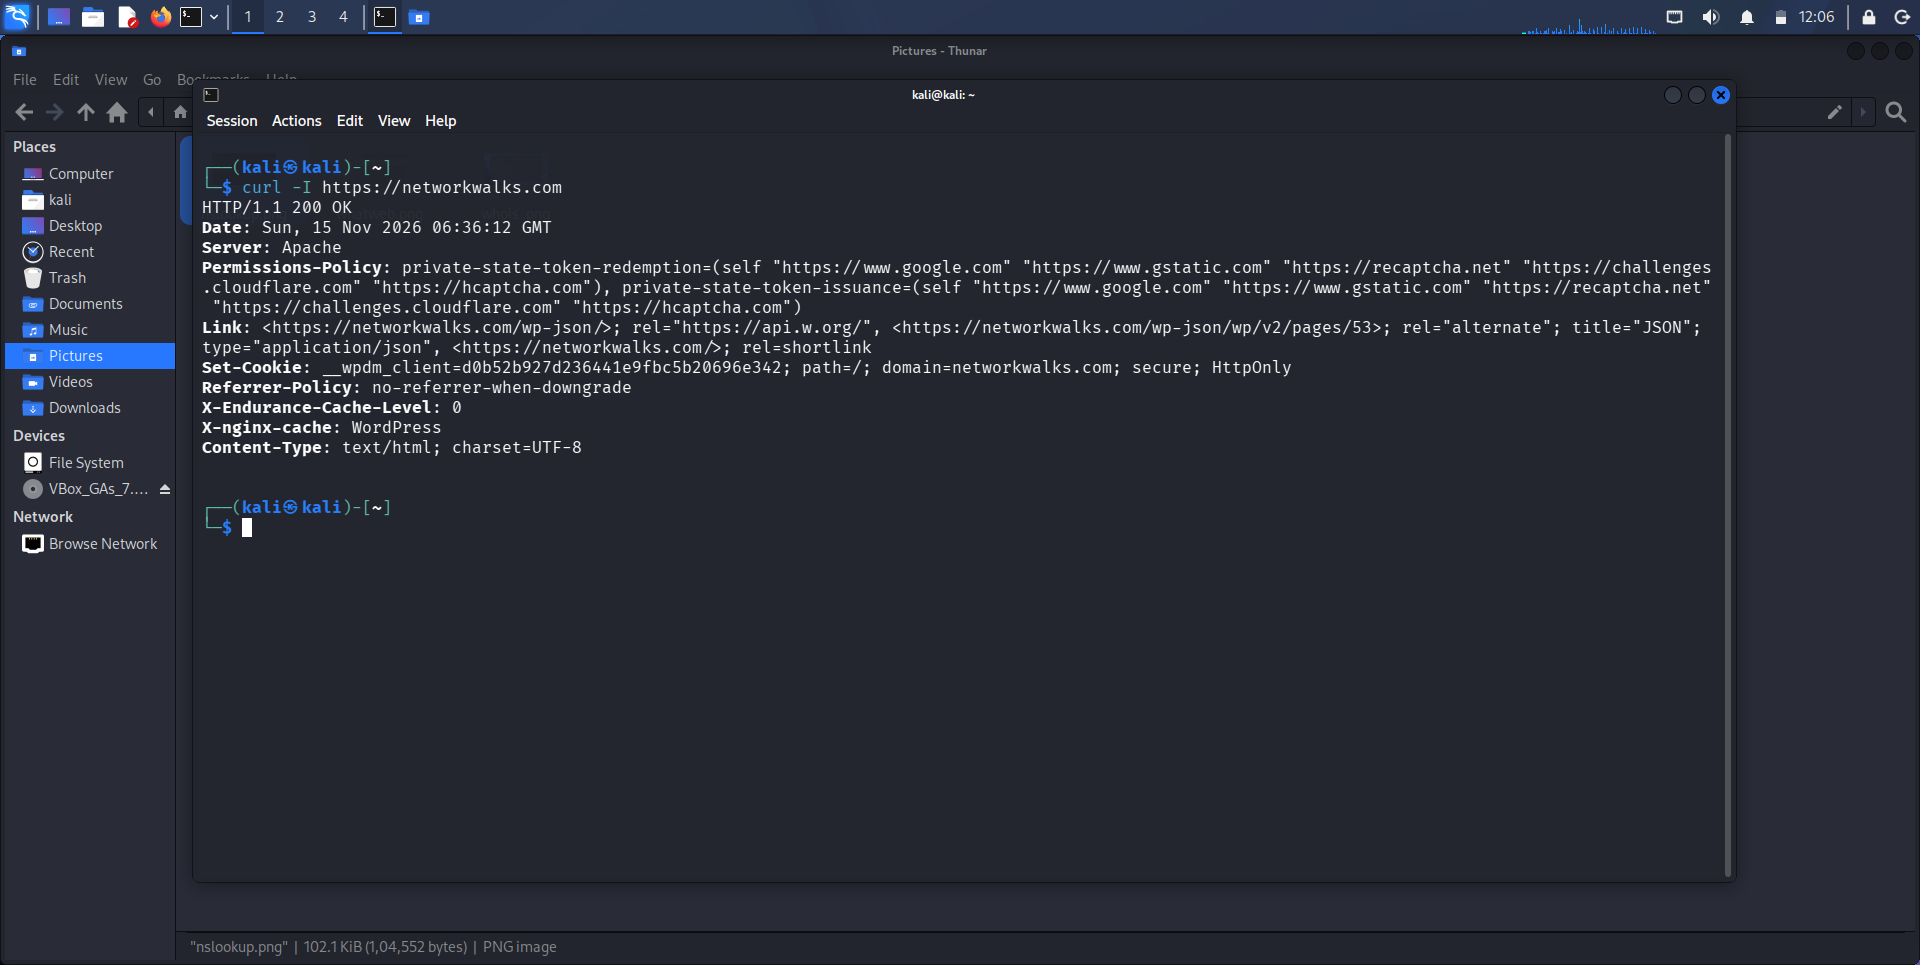 1 2 3 4
12:06
Pictures - Thunar
File Edit View Go Bookmarks Help
kali@kali: ~
Session Actions Edit View Help
Places
Computer
kali
Desktop
Recent
Trash
Documents
Music
Pictures
Videos
Downloads
Devices
File System
VBox_GAs_7....
Network
Browse Network
┌──(kali㉿kali)-[~]
└─$ curl -I https://networkwalks.com
HTTP/1.1 200 OK
Date: Sun, 15 Nov 2026 06:36:12 GMT
Server: Apache
Permissions-Policy: private-state-token-redemption=(self "https://www.google.com" "https://www.gstatic.com" "https://recaptcha.net" "https://challenges
.cloudflare.com" "https://hcaptcha.com"), private-state-token-issuance=(self "https://www.google.com" "https://www.gstatic.com" "https://recaptcha.net"
"https://challenges.cloudflare.com" "https://hcaptcha.com")
Link: <https://networkwalks.com/wp-json/>; rel="https://api.w.org/", <https://networkwalks.com/wp-json/wp/v2/pages/53>; rel="alternate"; title="JSON";
type="application/json", <https://networkwalks.com/>; rel=shortlink
Set-Cookie: __wpdm_client=d0b52b927d236441e9fbc5b20696e342; path=/; domain=networkwalks.com; secure; HttpOnly
Referrer-Policy: no-referrer-when-downgrade
X-Endurance-Cache-Level: 0
X-nginx-cache: WordPress
Content-Type: text/html; charset=UTF-8
┌──(kali㉿kali)-[~]
└─$
"nslookup.png" | 102.1 KiB (1,04,552 bytes) | PNG image